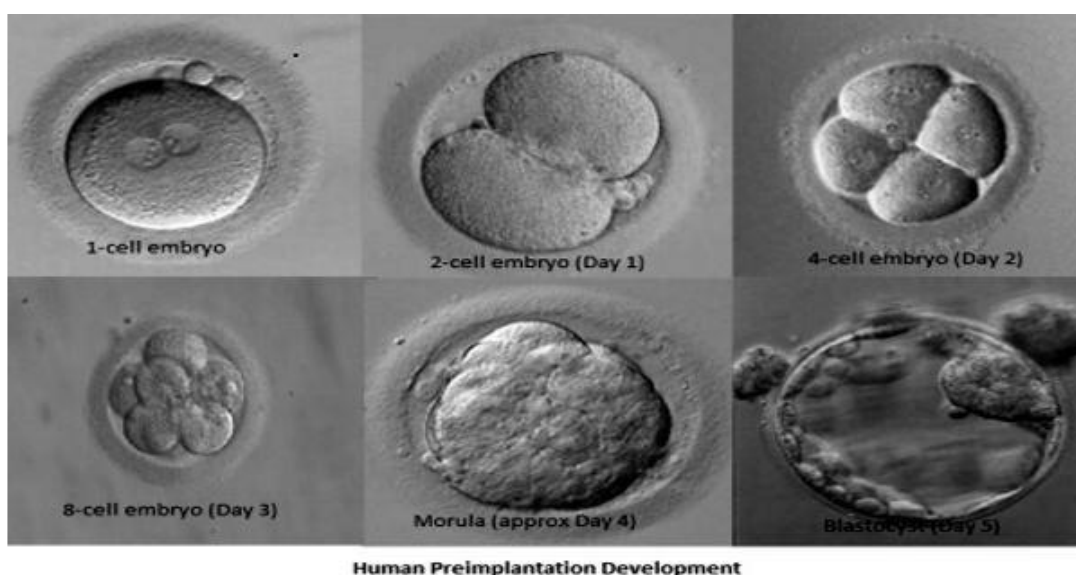 1-cell embryo
2-cell embryo (Day 1)
4-cell embryo (Day 2)
8-cell embryo (Day 3)
Morula (approx Day 4)
Blastocyst (Day 5)
Human Preimplantation Development